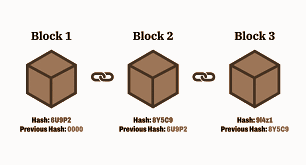 Block 1
Block 2
Block 3
Hash: 6U9P2
Previous Hash: 0000
Hash: 8Y5C9
Previous Hash: 6U9P2
Hash: 9I4z1
Previous Hash: 8Y5C9